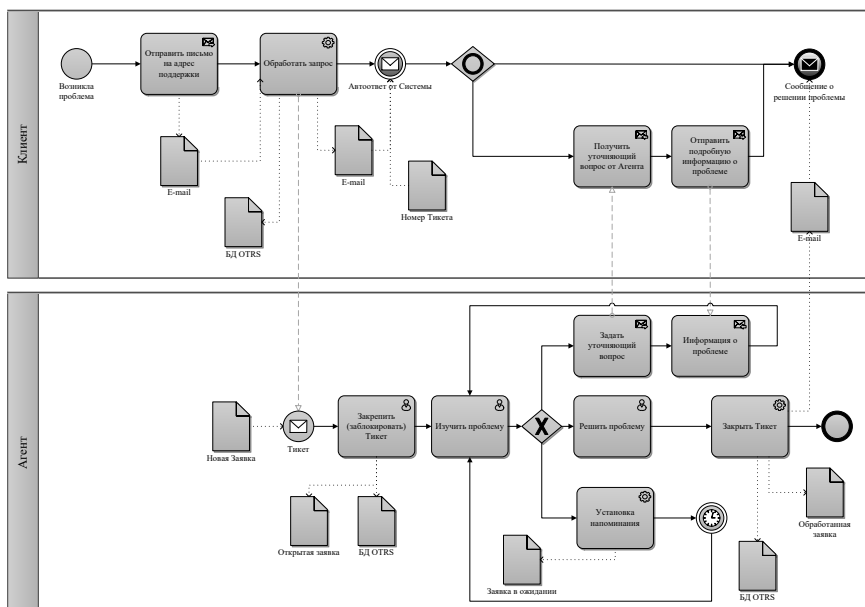 Клиент
Возникла
проблема
Отправить письмо
на адрес
поддержки
Обработать запрос
Автоответ от Системы
Сообщение о
решении проблемы
Получить
уточняющий
вопрос от Агента
Отправить
подробную
информацию о
проблеме
E-mail
E-mail
Номер Тикета
БД OTRS
E-mail
Агент
Задать
уточняющий
вопрос
Информация о
проблеме
Новая Заявка
Тикет
Закрепить
(заблокировать)
Тикет
Изучить проблему
X
Решить проблему
Закрыть Тикет
Открытая заявка
БД OTRS
Установка
напоминания
Заявка в ожидании
Обработанная
заявка
БД OTRS